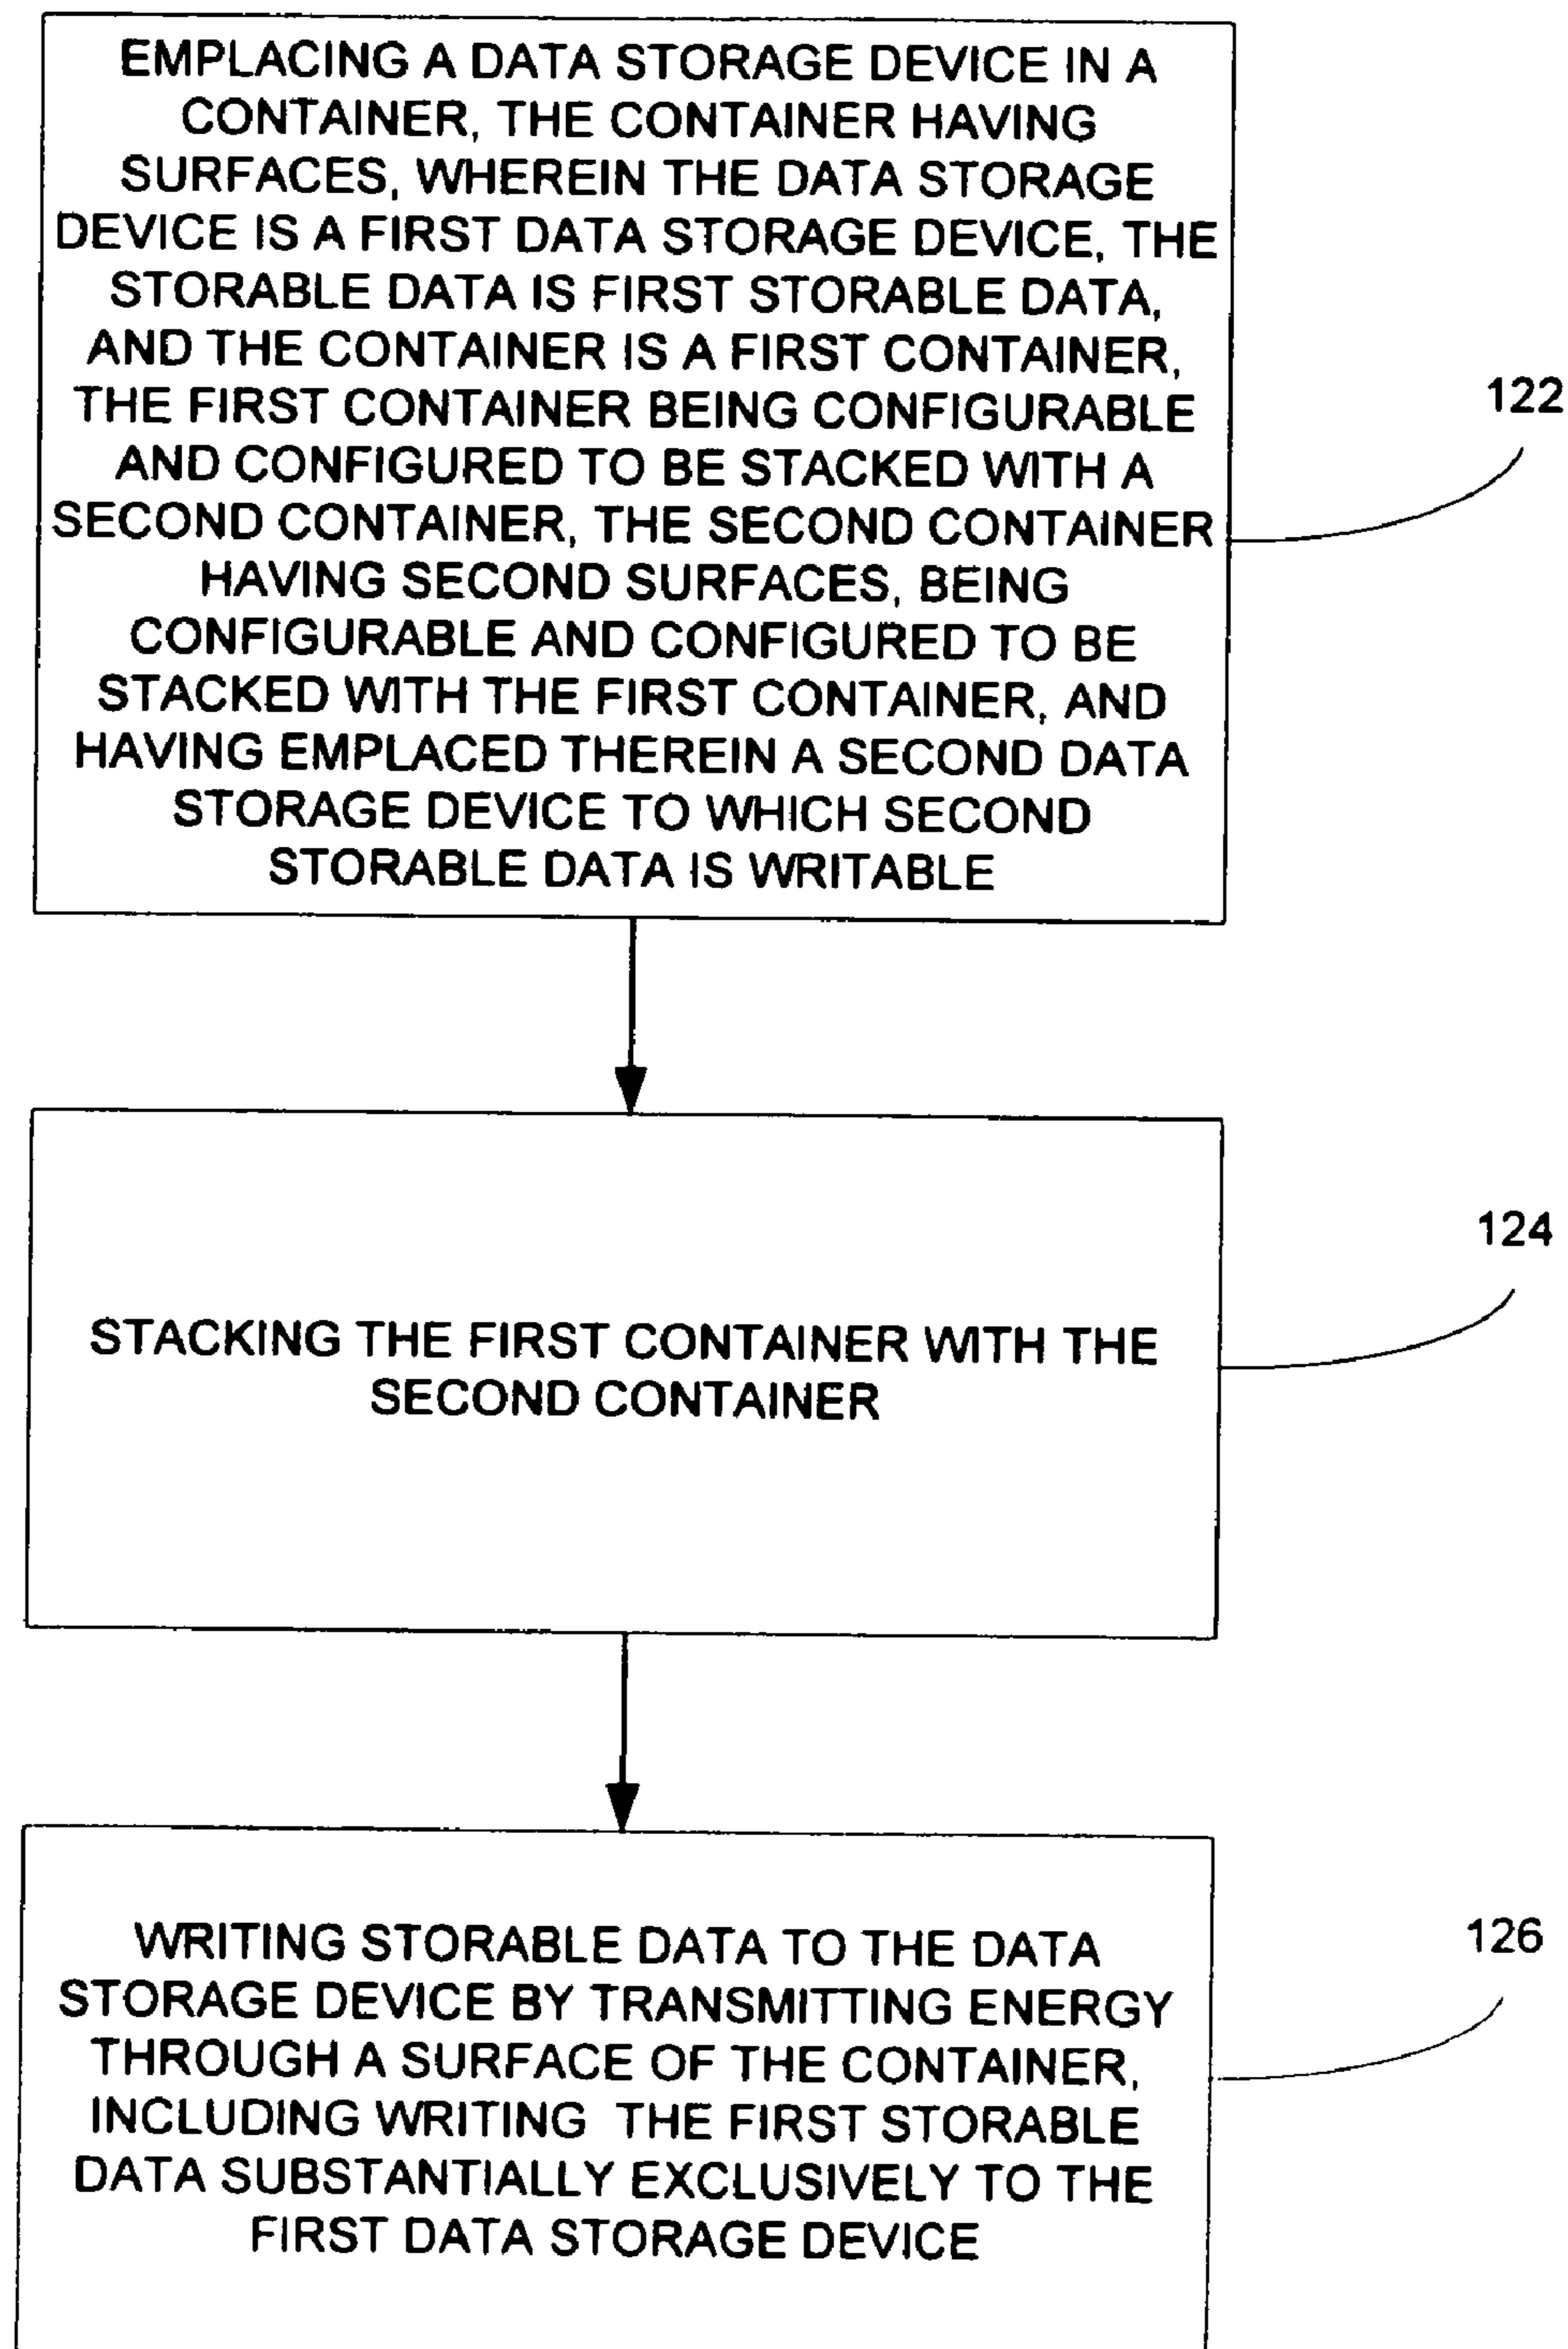 EMPLACING A DATA STORAGE DEVICE IN A
CONTAINER, THE CONTAINER HAVING
SURFACES, WHEREIN THE DATA STORAGE
DEVICE IS A FIRST DATA STORAGE DEVICE, THE
STORABLE DATA IS FIRST STORABLE DATA,
AND THE CONTAINER IS A FIRST CONTAINER,
THE FIRST CONTAINER BEING CONFIGURABLE
AND CONFIGURED TO BE STACKED WITH A
SECOND CONTAINER, THE SECOND CONTAINER
HAVING SECOND SURFACES, BEING
CONFIGURABLE AND CONFIGURED TO BE
STACKED WITH THE FIRST CONTAINER, AND
HAVING EMPLACED THEREIN A SECOND DATA
STORAGE DEVICE TO WHICH SECOND
STORABLE DATA IS WRITABLE
122
STACKING THE FIRST CONTAINER WITH THE
SECOND CONTAINER
124
WRITING STORABLE DATA TO THE DATA
STORAGE DEVICE BY TRANSMITTING ENERGY
THROUGH A SURFACE OF THE CONTAINER,
INCLUDING WRITING THE FIRST STORABLE
DATA SUBSTANTIALLY EXCLUSIVELY TO THE
FIRST DATA STORAGE DEVICE
126